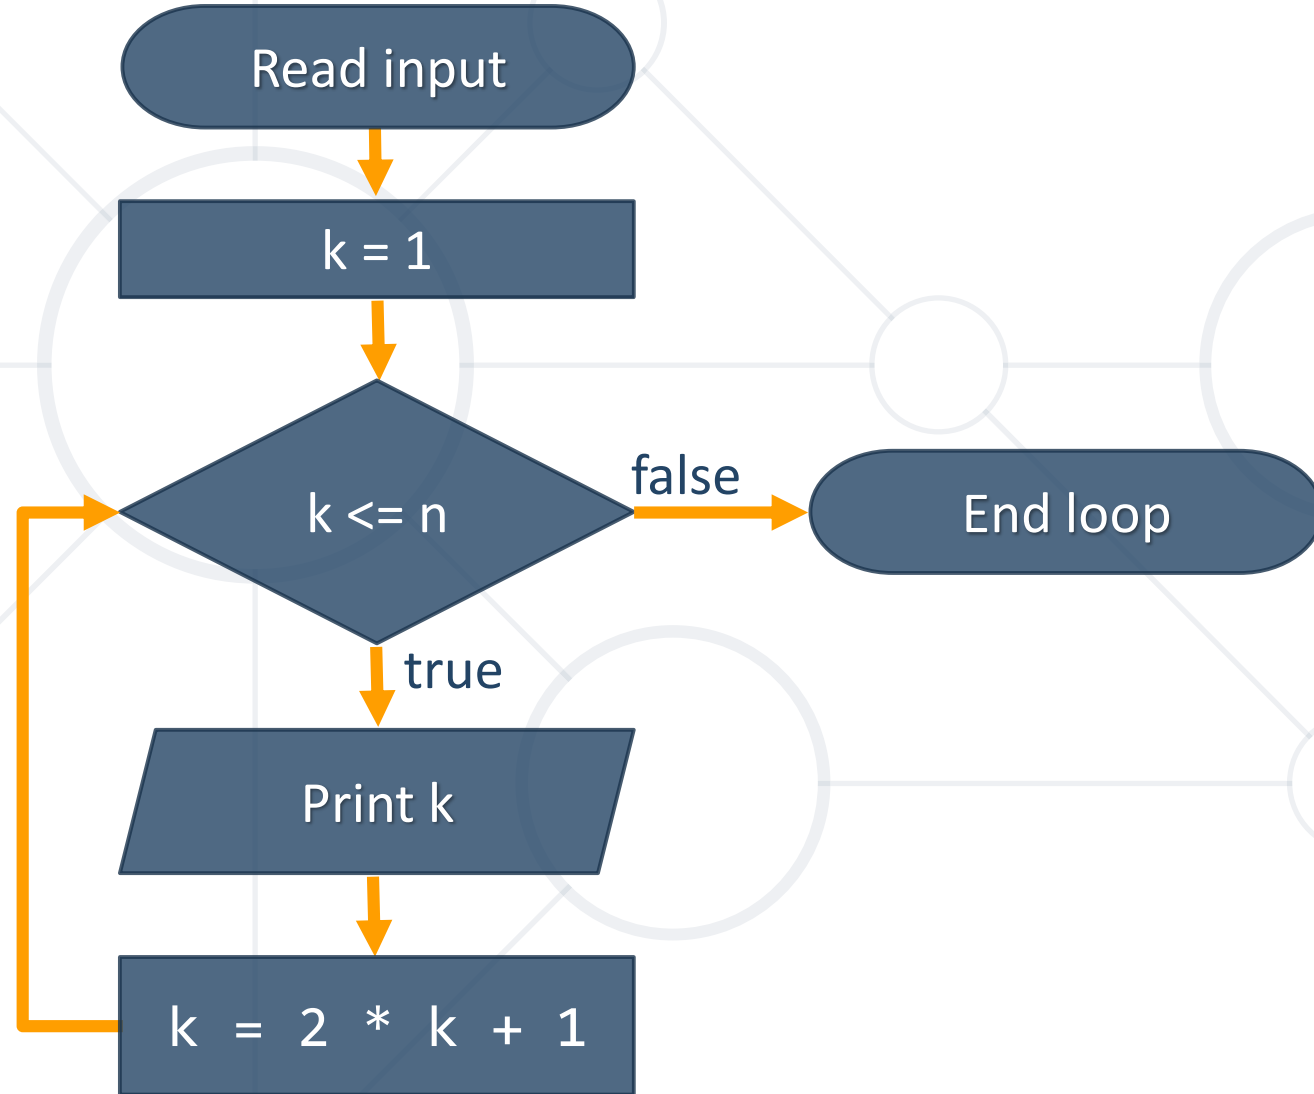 Read input
k = 1
k <= n
false
End loop
true
Print k
k = 2 * k + 1